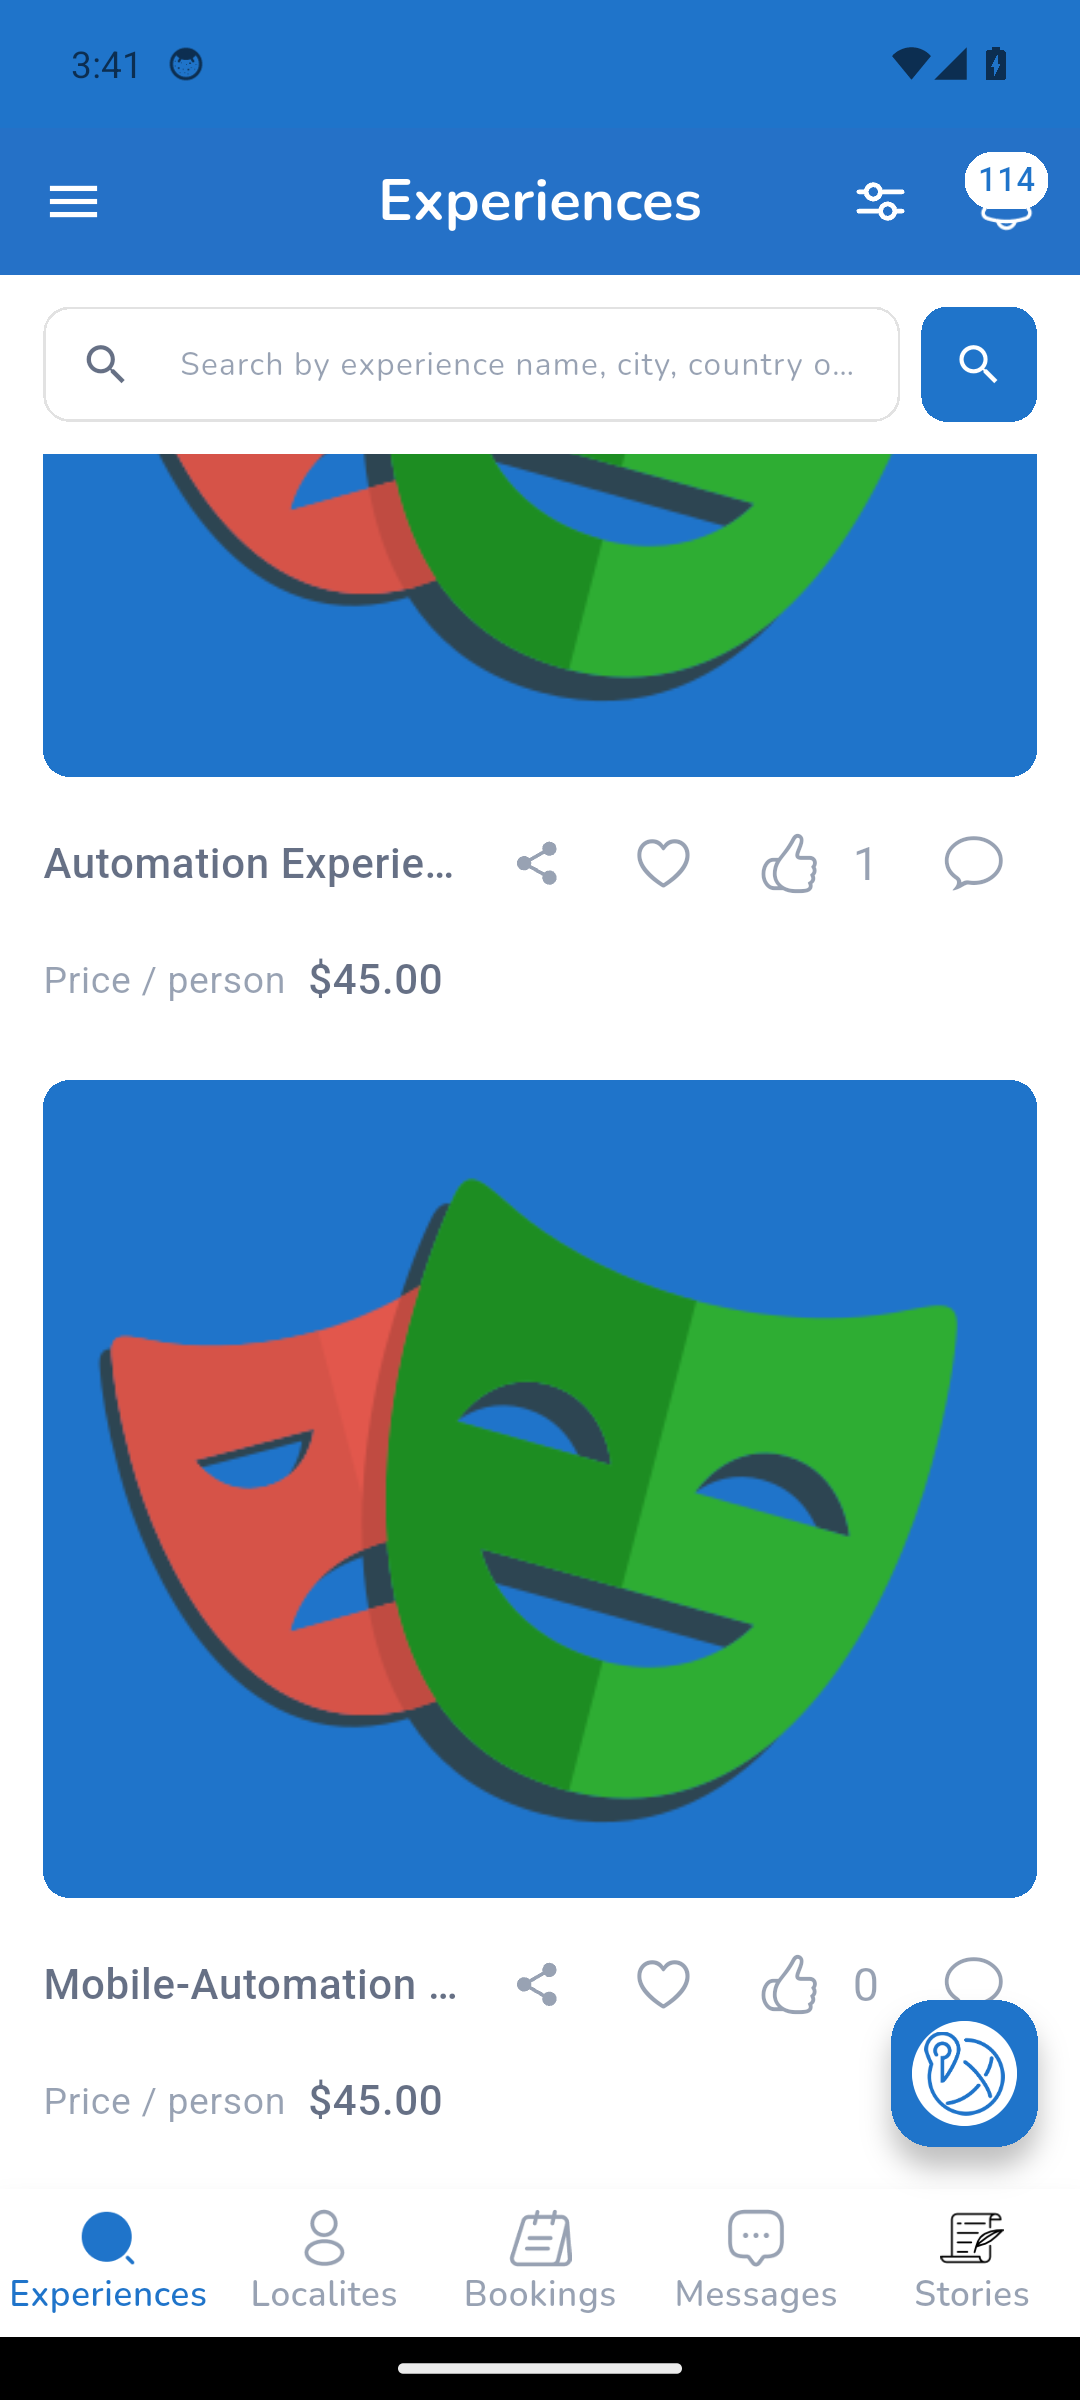 3:41
Experiences
114
Search by experience name, city, country o...
Automation Experie...
1
Price / person $45.00
Mobile-Automation ...
0
Price / person $45.00
Experiences
Localites
Bookings
Messages
Stories